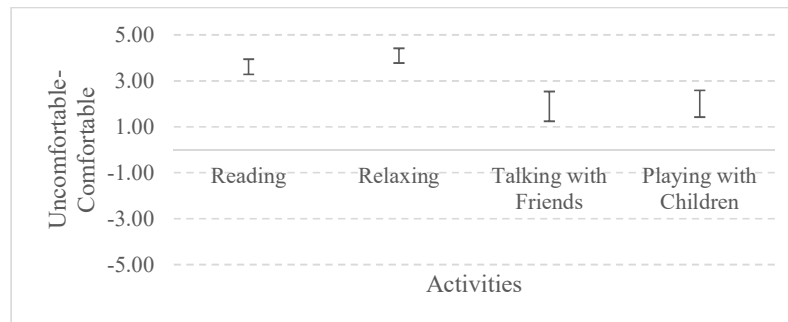 5.00
3.00
1.00
-1.00
-3.00
-5.00
Uncomfortable-
Comfortable
Reading
Relaxing
Talking with
Friends
Playing with
Children
Activities